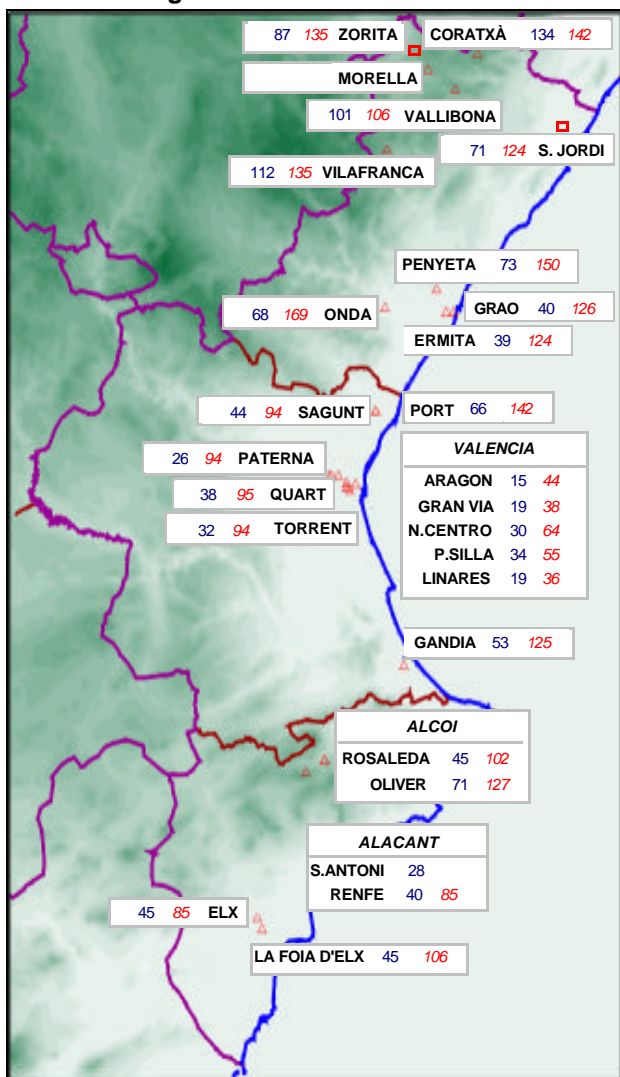 87 135 ZORITA
CORATXÀ 134 142
MORELLA
101 106 VALLIBONA
71 124 S. JORDI
112 135 VILAFRANCA
PENYETA 73 150
68 169 ONDA
GRAO 40 126
ERMITA 39 124
44 94 SAGUNT
PORT 66 142
26 94 PATERNA
38 95 QUART
32 94 TORRENT
VALENCIA
ARAGON 15 44
GRAN VIA 19 38
N.CENTRO 30 64
P.SILLA 34 55
LINARES 19 36
GANDIA 53 125
ALCOI
ROSALEDA 45 102
OLIVER 71 127
ALACANT
S.ANTONI 28
RENFE 40 85
45 85 ELX
LA FOIA D'ELX 45 106